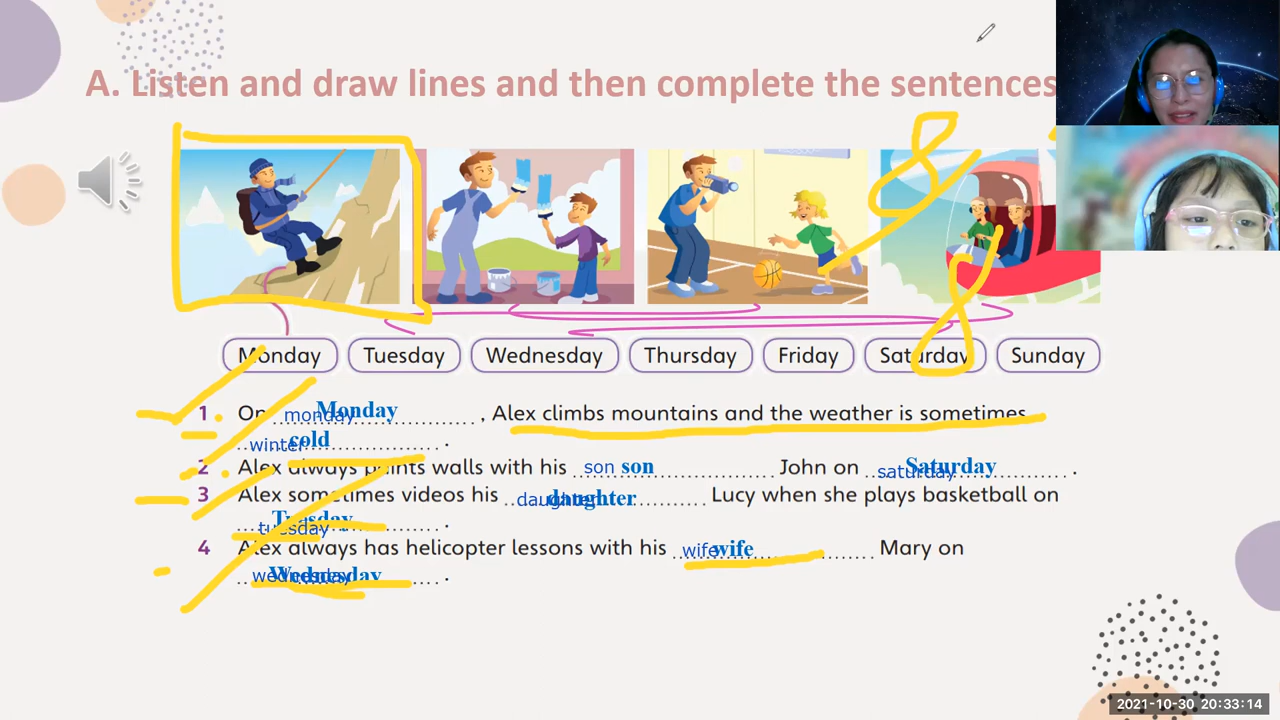 A. Listen and draw lines and then complete the sentences
8
8
Monday Tuesday Wednesday Thursday Friday Saturday Sunday
1 On monday Monday, Alex climbs mountains and the weather is sometimes
winter cold.
2 Alex always paints walls with his son son John on saturday Saturday.
3 Alex sometimes videos his daughter daughter Lucy when she plays basketball on
tuesday Tuesday.
4 Alex always has helicopter lessons with his wife wife Mary on
wednesday Wednesday.
2021-10-30 20:33:14